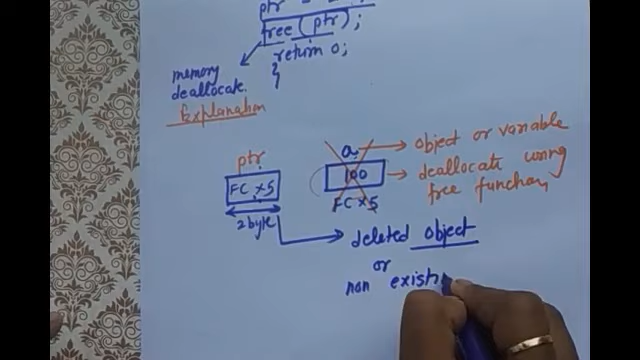 free (ptr);
return 0;
}
memory
deallocate.
Explanation
ptr
FC x 5
2 byte
a → object or variable
100 → deallocate using
free function
FC x 5
deleted object
or
non exist